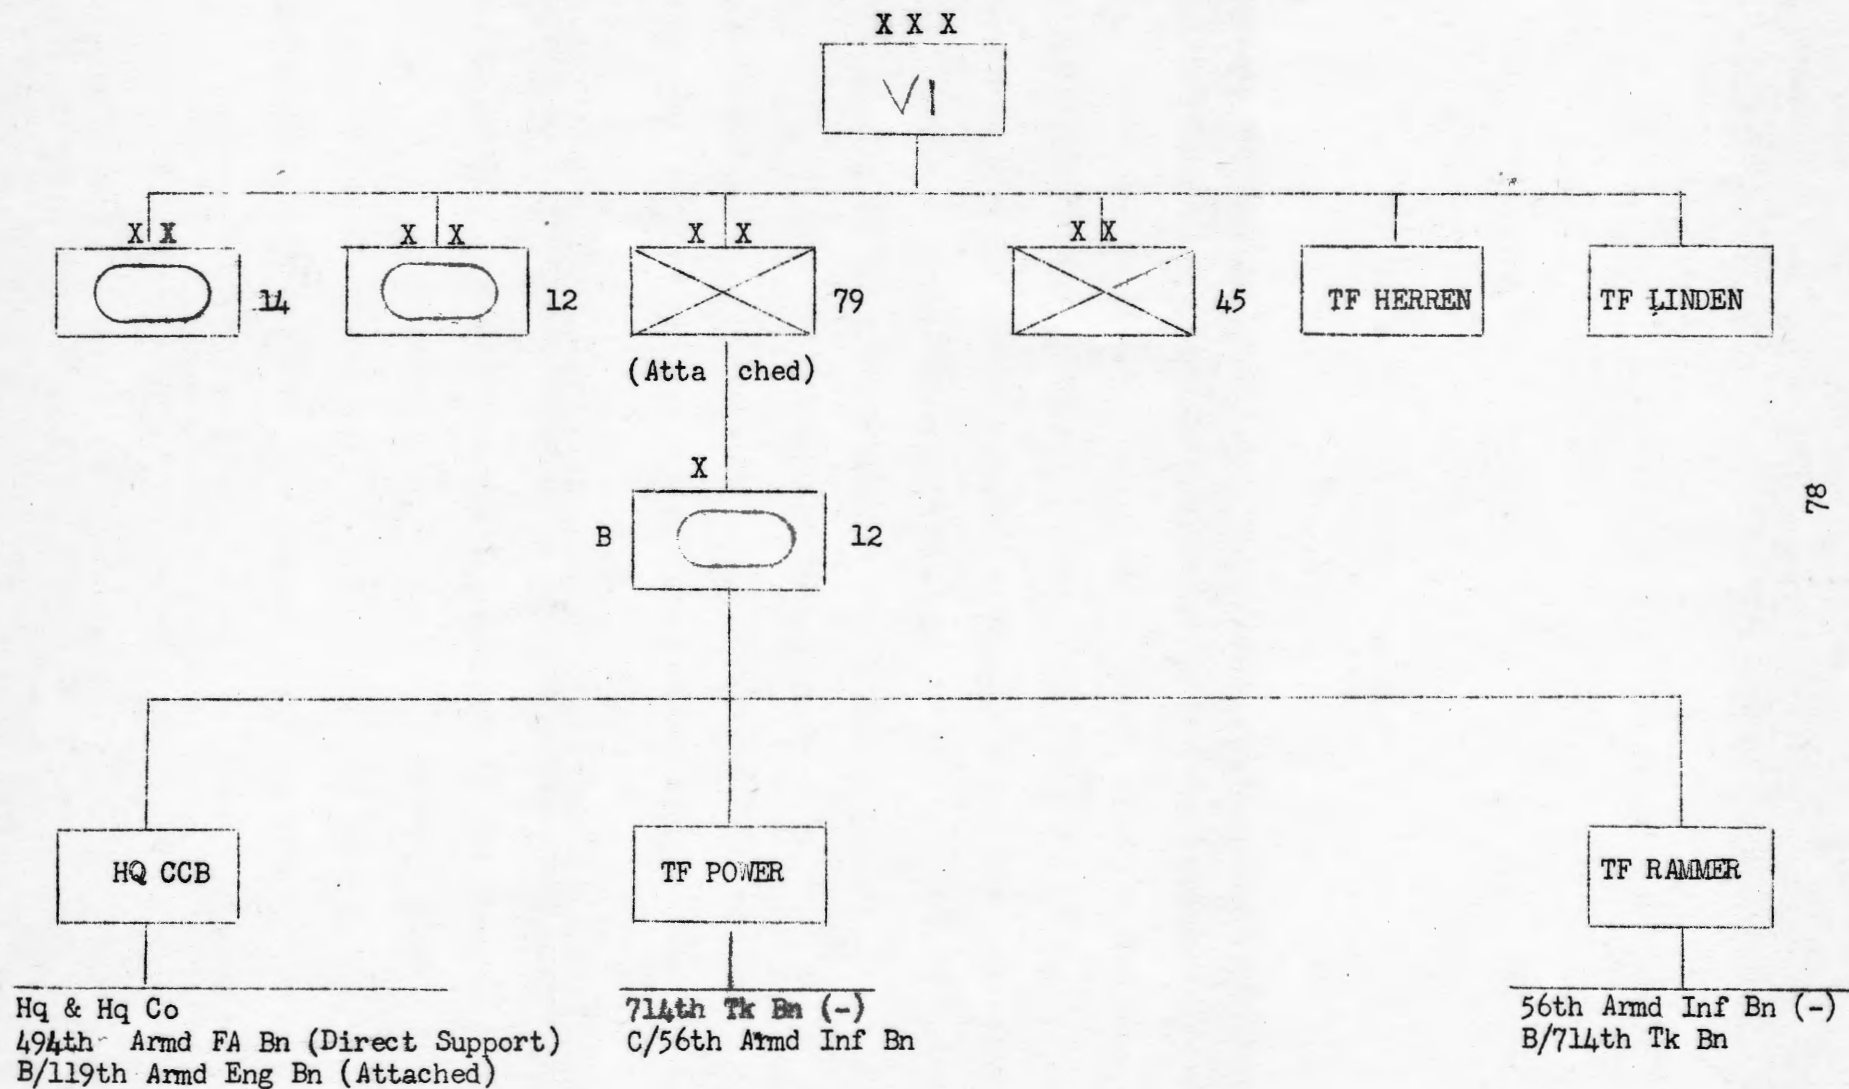 X X X
VI
X X
X X
X X
X X
14
12
79
45
TF HERREN
TF LINDEN
(Atta ched)
X
B
12
78
HQ CCB
TF POWER
TF RAMMER
Hq & Hq Co
494th Armd FA Bn (Direct Support)
B/119th Armd Eng Bn (Attached)
714th Tk Bn (-)
C/56th Armd Inf Bn
56th Armd Inf Bn (-)
B/714th Tk Bn